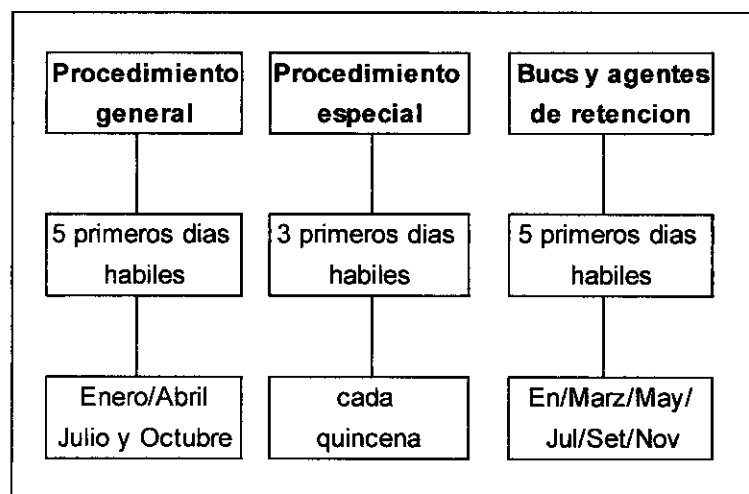 Procedimiento
general
5 primeros dias
habiles
Enero/Abril
Julio y Octubre
Procedimiento
especial
3 primeros dias
habiles
cada
quincena
Bucs y agentes
de retencion
5 primeros dias
habiles
En/Marz/May/
Jul/Set/Nov